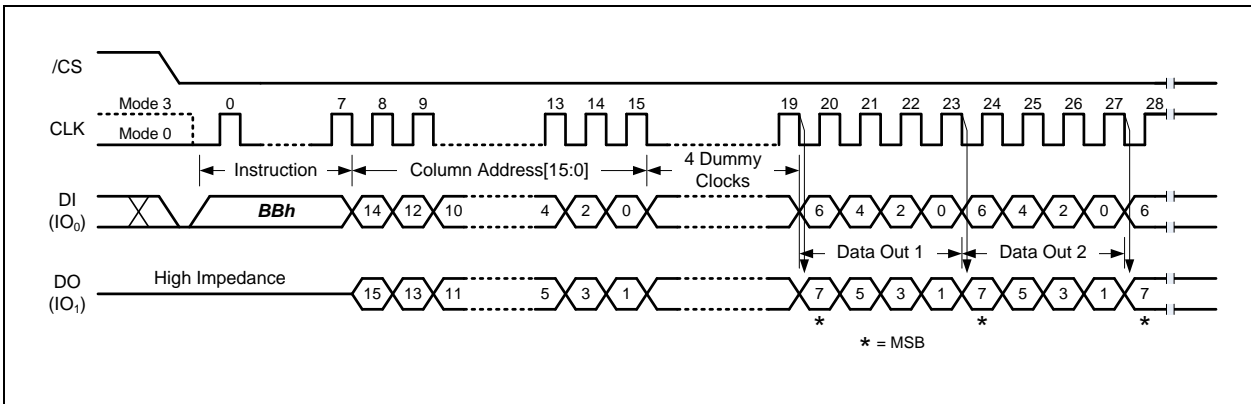 /CS
Mode 3 0 7 8 9 13 14 15 19 20 21 22 23 24 25 26 27 28
CLK
Mode 0
Instruction Column Address[15:0] 4 Dummy
Clocks
DI
(IO0)
BBh 14 12 10 4 2 0 6 4 2 0 6 4 2 0 6
Data Out 1 Data Out 2
High Impedance
DO
(IO1)
15 13 11 5 3 1 7 5 3 1 7 5 3 1 7
* * *
* = MSB